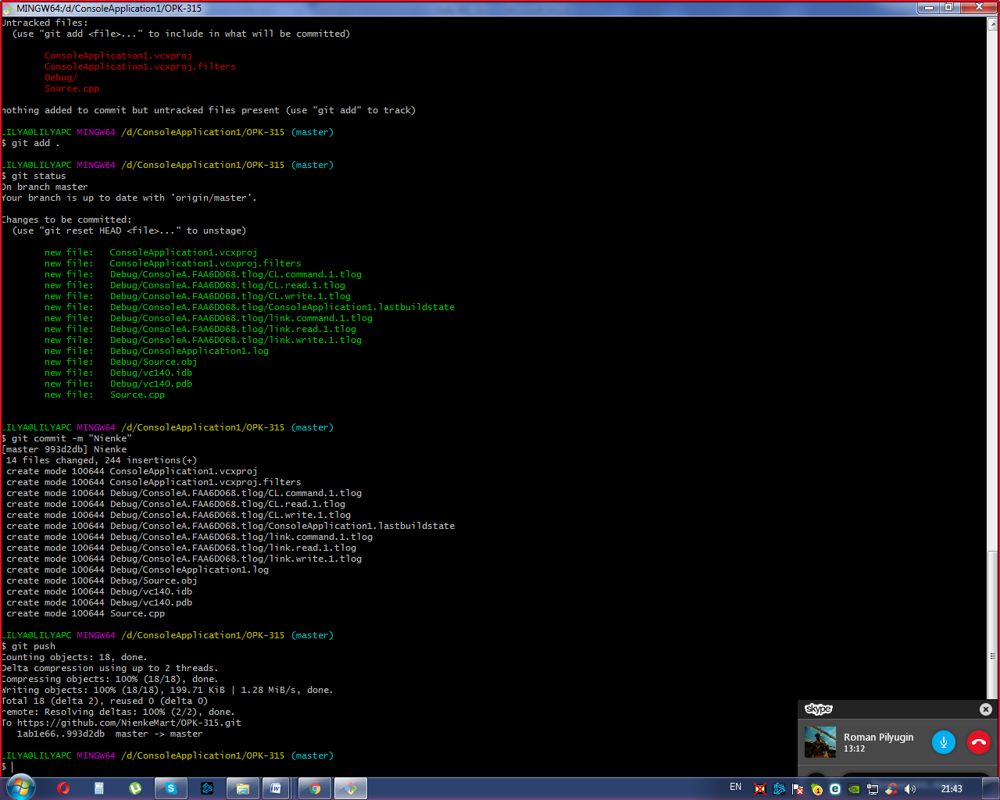 MINGW64:/d/ConsoleApplication1/OPK-315
Untracked files:
  (use "git add <file>..." to include in what will be committed)
        ConsoleApplication1.vcxproj
        ConsoleApplication1.vcxproj.filters
        Debug/
        Source.cpp
nothing added to commit but untracked files present (use "git add" to track)
LILYA@LILYAPC MINGW64 /d/ConsoleApplication1/OPK-315 (master)
$ git add .
LILYA@LILYAPC MINGW64 /d/ConsoleApplication1/OPK-315 (master)
$ git status
On branch master
Your branch is up to date with 'origin/master'.
Changes to be committed:
  (use "git reset HEAD <file>..." to unstage)
        new file:   ConsoleApplication1.vcxproj
        new file:   ConsoleApplication1.vcxproj.filters
        new file:   Debug/ConsoleA.FAA6D068.tlog/CL.command.1.tlog
        new file:   Debug/ConsoleA.FAA6D068.tlog/CL.read.1.tlog
        new file:   Debug/ConsoleA.FAA6D068.tlog/CL.write.1.tlog
        new file:   Debug/ConsoleA.FAA6D068.tlog/ConsoleApplication1.lastbuildstate
        new file:   Debug/ConsoleA.FAA6D068.tlog/link.command.1.tlog
        new file:   Debug/ConsoleA.FAA6D068.tlog/link.read.1.tlog
        new file:   Debug/ConsoleA.FAA6D068.tlog/link.write.1.tlog
        new file:   Debug/ConsoleApplication1.log
        new file:   Debug/Source.obj
        new file:   Debug/vc140.idb
        new file:   Debug/vc140.pdb
        new file:   Source.cpp
LILYA@LILYAPC MINGW64 /d/ConsoleApplication1/OPK-315 (master)
$ git commit -m "Nienke"
[master 993d2db] Nienke
 14 files changed, 244 insertions(+)
 create mode 100644 ConsoleApplication1.vcxproj
 create mode 100644 ConsoleApplication1.vcxproj.filters
 create mode 100644 Debug/ConsoleA.FAA6D068.tlog/CL.command.1.tlog
 create mode 100644 Debug/ConsoleA.FAA6D068.tlog/CL.read.1.tlog
 create mode 100644 Debug/ConsoleA.FAA6D068.tlog/CL.write.1.tlog
 create mode 100644 Debug/ConsoleA.FAA6D068.tlog/ConsoleApplication1.lastbuildstate
 create mode 100644 Debug/ConsoleA.FAA6D068.tlog/link.command.1.tlog
 create mode 100644 Debug/ConsoleA.FAA6D068.tlog/link.read.1.tlog
 create mode 100644 Debug/ConsoleA.FAA6D068.tlog/link.write.1.tlog
 create mode 100644 Debug/ConsoleApplication1.log
 create mode 100644 Debug/Source.obj
 create mode 100644 Debug/vc140.idb
 create mode 100644 Debug/vc140.pdb
 create mode 100644 Source.cpp
LILYA@LILYAPC MINGW64 /d/ConsoleApplication1/OPK-315 (master)
$ git push
Counting objects: 18, done.
Delta compression using up to 2 threads.
Compressing objects: 100% (18/18), done.
Writing objects: 100% (18/18), 199.71 KiB | 1.28 MiB/s, done.
Total 18 (delta 2), reused 0 (delta 0)
remote: Resolving deltas: 100% (2/2), done.
To https://github.com/NienkeMart/OPK-315.git
   1ab1e66..993d2db  master -> master
LILYA@LILYAPC MINGW64 /d/ConsoleApplication1/OPK-315 (master)
$
skype
Roman Pilyugin
13:12
EN
21:43